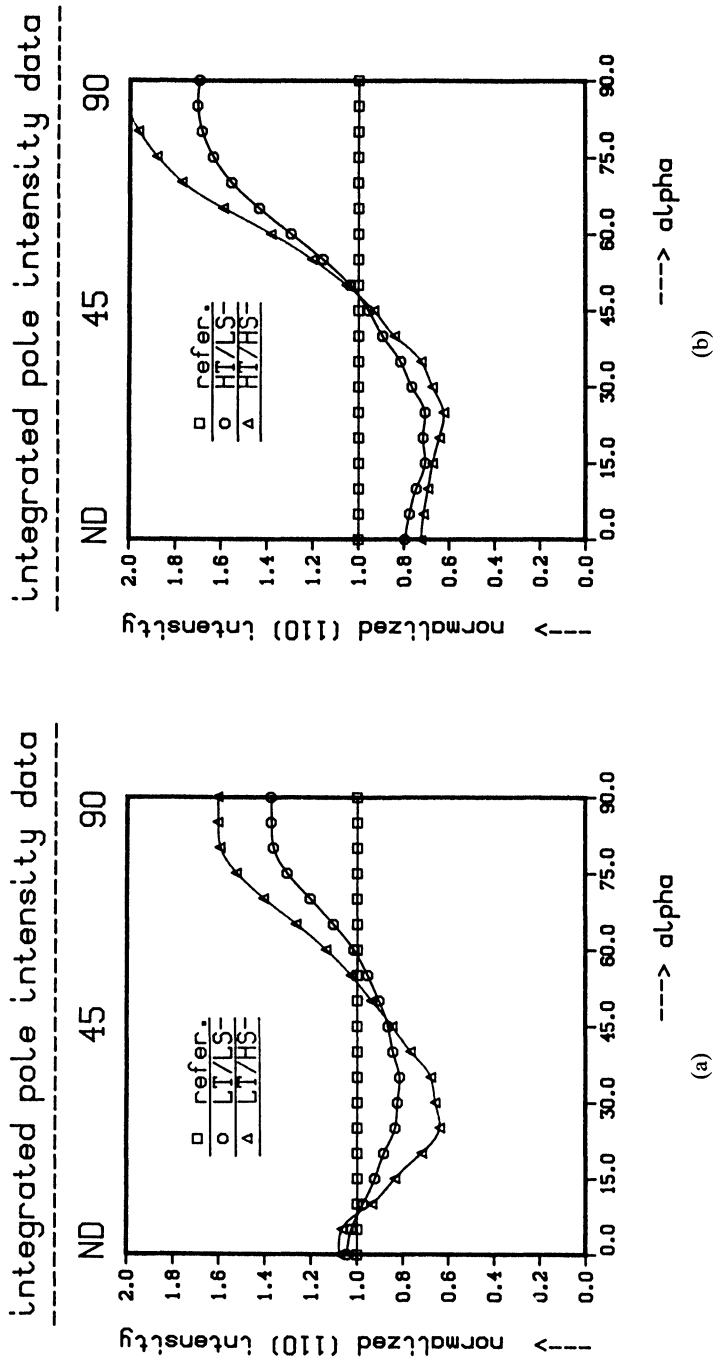 integrated pole intensity data
ND 45 90
refer.
LT/LS-
LT/HS-
2.0
1.8
1.6
1.4
1.2
1.0
0.8
0.6
0.4
0.2
0.0
---> normalized (110) intensity
0.0 15.0 30.0 45.0 60.0 75.0 90.0
----> alpha
(a)
integrated pole intensity data
ND 45 90
refer.
HT/LS-
HT/HS-
2.0
1.8
1.6
1.4
1.2
1.0
0.8
0.6
0.4
0.2
0.0
---> normalized (110) intensity
0.0 15.0 30.0 45.0 60.0 75.0 90.0
----> alpha
(b)